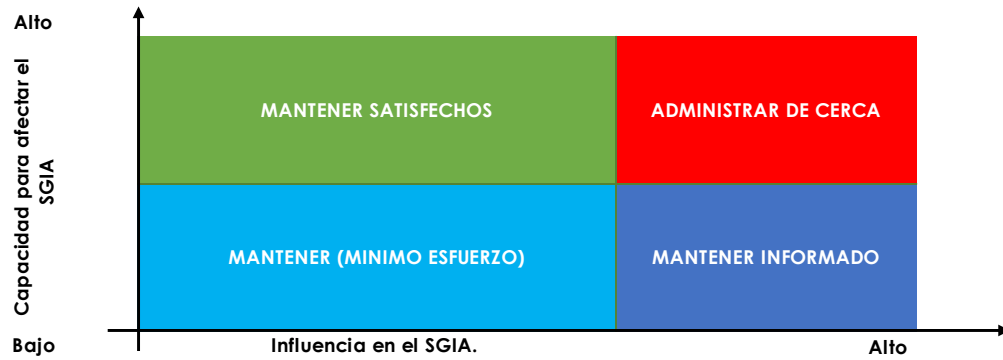 Alto
Capacidad para afectar el
SGIA
MANTENER SATISFECHOS
ADMINISTRAR DE CERCA
MANTENER (MINIMO ESFUERZO)
MANTENER INFORMADO
Bajo
Influencia en el SGIA.
Alto